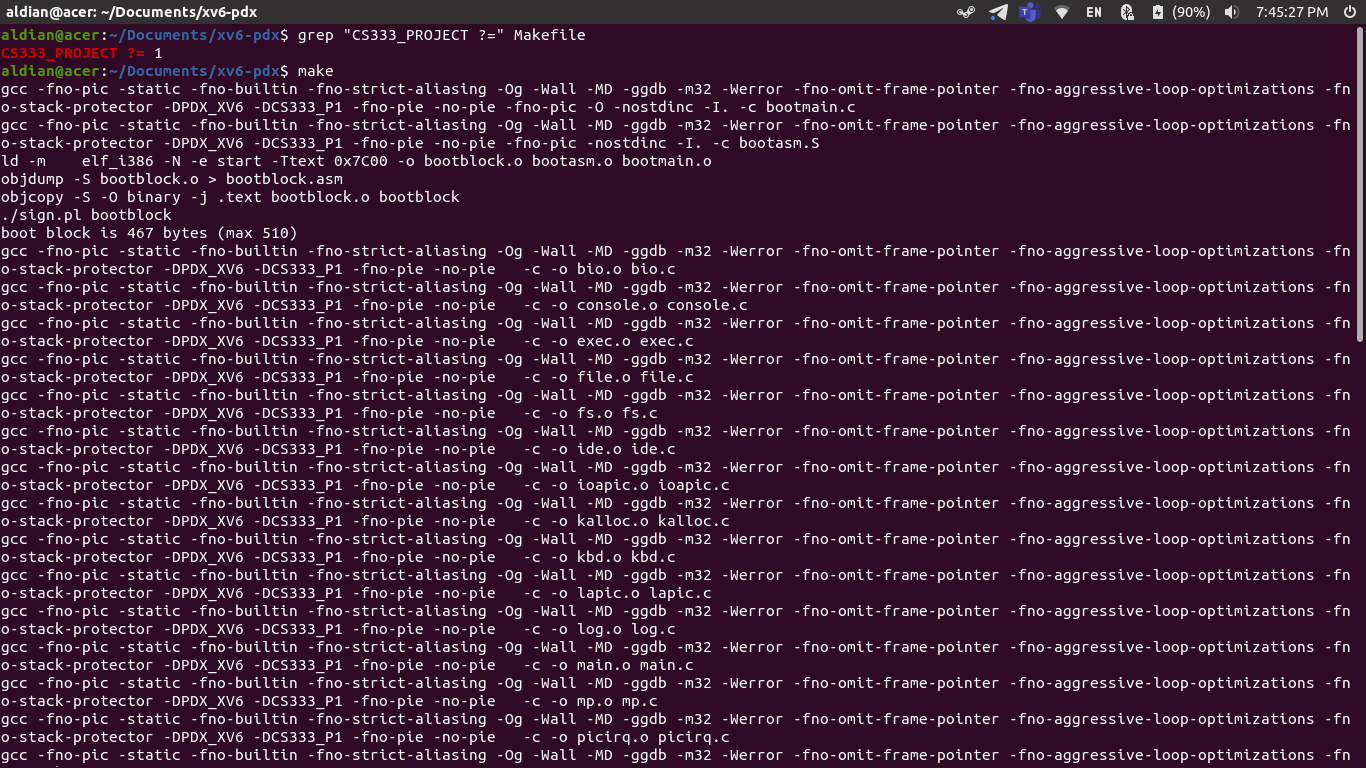 aldian@acer: ~/Documents/xv6-pdx EN (90%) 7:45:27 PM
aldian@acer:~/Documents/xv6-pdx$ grep "CS333_PROJECT ?=" Makefile
CS333_PROJECT ?= 1
aldian@acer:~/Documents/xv6-pdx$ make
gcc -fno-pic -static -fno-builtin -fno-strict-aliasing -Og -Wall -MD -ggdb -m32 -Werror -fno-omit-frame-pointer -fno-aggressive-loop-optimizations -fn
o-stack-protector -DPDX_XV6 -DCS333_P1 -fno-pie -no-pie -fno-pic -O -nostdinc -I. -c bootmain.c
gcc -fno-pic -static -fno-builtin -fno-strict-aliasing -Og -Wall -MD -ggdb -m32 -Werror -fno-omit-frame-pointer -fno-aggressive-loop-optimizations -fn
o-stack-protector -DPDX_XV6 -DCS333_P1 -fno-pie -no-pie -fno-pic -nostdinc -I. -c bootasm.S
ld -m    elf_i386 -N -e start -Ttext 0x7C00 -o bootblock.o bootasm.o bootmain.o
objdump -S bootblock.o > bootblock.asm
objcopy -S -O binary -j .text bootblock.o bootblock
./sign.pl bootblock
boot block is 467 bytes (max 510)
gcc -fno-pic -static -fno-builtin -fno-strict-aliasing -Og -Wall -MD -ggdb -m32 -Werror -fno-omit-frame-pointer -fno-aggressive-loop-optimizations -fn
o-stack-protector -DPDX_XV6 -DCS333_P1 -fno-pie -no-pie   -c -o bio.o bio.c
gcc -fno-pic -static -fno-builtin -fno-strict-aliasing -Og -Wall -MD -ggdb -m32 -Werror -fno-omit-frame-pointer -fno-aggressive-loop-optimizations -fn
o-stack-protector -DPDX_XV6 -DCS333_P1 -fno-pie -no-pie   -c -o console.o console.c
gcc -fno-pic -static -fno-builtin -fno-strict-aliasing -Og -Wall -MD -ggdb -m32 -Werror -fno-omit-frame-pointer -fno-aggressive-loop-optimizations -fn
o-stack-protector -DPDX_XV6 -DCS333_P1 -fno-pie -no-pie   -c -o exec.o exec.c
gcc -fno-pic -static -fno-builtin -fno-strict-aliasing -Og -Wall -MD -ggdb -m32 -Werror -fno-omit-frame-pointer -fno-aggressive-loop-optimizations -fn
o-stack-protector -DPDX_XV6 -DCS333_P1 -fno-pie -no-pie   -c -o file.o file.c
gcc -fno-pic -static -fno-builtin -fno-strict-aliasing -Og -Wall -MD -ggdb -m32 -Werror -fno-omit-frame-pointer -fno-aggressive-loop-optimizations -fn
o-stack-protector -DPDX_XV6 -DCS333_P1 -fno-pie -no-pie   -c -o fs.o fs.c
gcc -fno-pic -static -fno-builtin -fno-strict-aliasing -Og -Wall -MD -ggdb -m32 -Werror -fno-omit-frame-pointer -fno-aggressive-loop-optimizations -fn
o-stack-protector -DPDX_XV6 -DCS333_P1 -fno-pie -no-pie   -c -o ide.o ide.c
gcc -fno-pic -static -fno-builtin -fno-strict-aliasing -Og -Wall -MD -ggdb -m32 -Werror -fno-omit-frame-pointer -fno-aggressive-loop-optimizations -fn
o-stack-protector -DPDX_XV6 -DCS333_P1 -fno-pie -no-pie   -c -o ioapic.o ioapic.c
gcc -fno-pic -static -fno-builtin -fno-strict-aliasing -Og -Wall -MD -ggdb -m32 -Werror -fno-omit-frame-pointer -fno-aggressive-loop-optimizations -fn
o-stack-protector -DPDX_XV6 -DCS333_P1 -fno-pie -no-pie   -c -o kalloc.o kalloc.c
gcc -fno-pic -static -fno-builtin -fno-strict-aliasing -Og -Wall -MD -ggdb -m32 -Werror -fno-omit-frame-pointer -fno-aggressive-loop-optimizations -fn
o-stack-protector -DPDX_XV6 -DCS333_P1 -fno-pie -no-pie   -c -o kbd.o kbd.c
gcc -fno-pic -static -fno-builtin -fno-strict-aliasing -Og -Wall -MD -ggdb -m32 -Werror -fno-omit-frame-pointer -fno-aggressive-loop-optimizations -fn
o-stack-protector -DPDX_XV6 -DCS333_P1 -fno-pie -no-pie   -c -o lapic.o lapic.c
gcc -fno-pic -static -fno-builtin -fno-strict-aliasing -Og -Wall -MD -ggdb -m32 -Werror -fno-omit-frame-pointer -fno-aggressive-loop-optimizations -fn
o-stack-protector -DPDX_XV6 -DCS333_P1 -fno-pie -no-pie   -c -o log.o log.c
gcc -fno-pic -static -fno-builtin -fno-strict-aliasing -Og -Wall -MD -ggdb -m32 -Werror -fno-omit-frame-pointer -fno-aggressive-loop-optimizations -fn
o-stack-protector -DPDX_XV6 -DCS333_P1 -fno-pie -no-pie   -c -o main.o main.c
gcc -fno-pic -static -fno-builtin -fno-strict-aliasing -Og -Wall -MD -ggdb -m32 -Werror -fno-omit-frame-pointer -fno-aggressive-loop-optimizations -fn
o-stack-protector -DPDX_XV6 -DCS333_P1 -fno-pie -no-pie   -c -o mp.o mp.c
gcc -fno-pic -static -fno-builtin -fno-strict-aliasing -Og -Wall -MD -ggdb -m32 -Werror -fno-omit-frame-pointer -fno-aggressive-loop-optimizations -fn
o-stack-protector -DPDX_XV6 -DCS333_P1 -fno-pie -no-pie   -c -o picirq.o picirq.c
gcc -fno-pic -static -fno-builtin -fno-strict-aliasing -Og -Wall -MD -ggdb -m32 -Werror -fno-omit-frame-pointer -fno-aggressive-loop-optimizations -fn